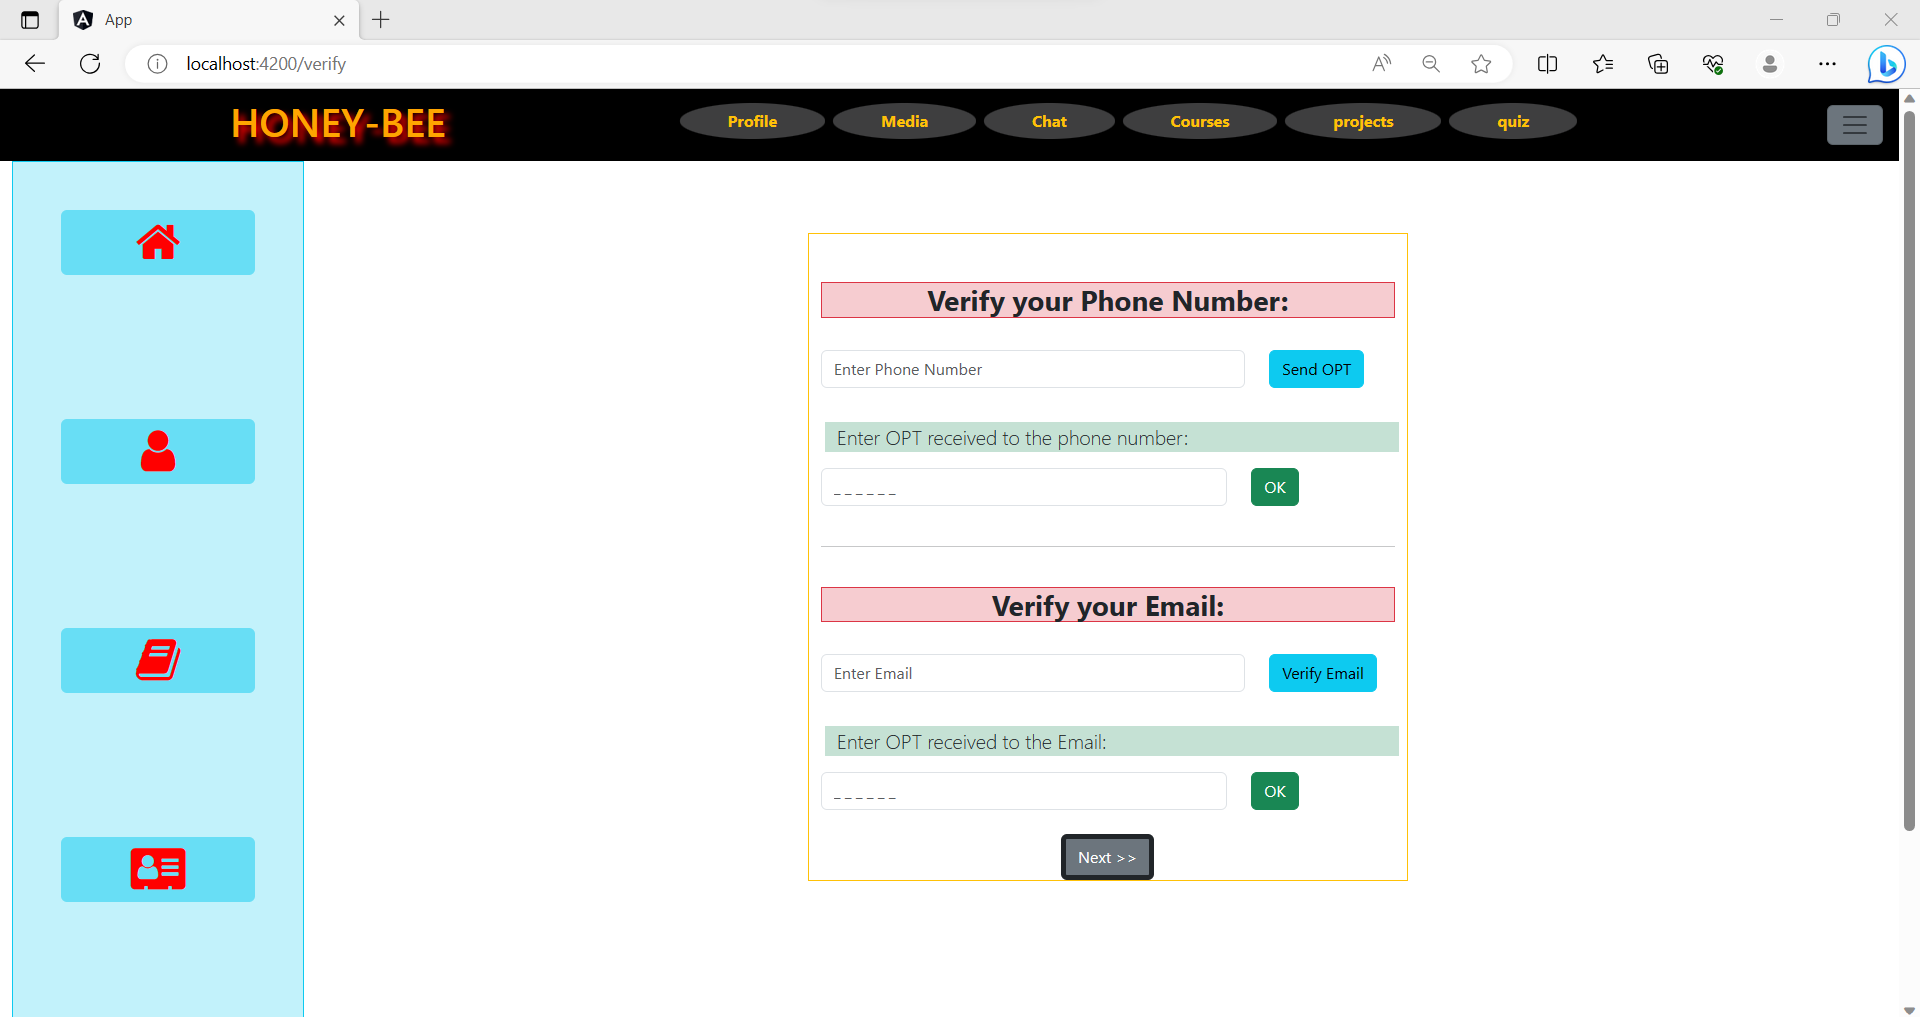 App
localhost:4200/verify
HONEY-BEE
Profile
Media
Chat
Courses
projects
quiz
Verify your Phone Number:
Enter Phone Number
Send OPT
Enter OPT received to the phone number:
_ _ _ _ _ _
OK
Verify your Email:
Enter Email
Verify Email
Enter OPT received to the Email:
_ _ _ _ _ _
OK
Next >>